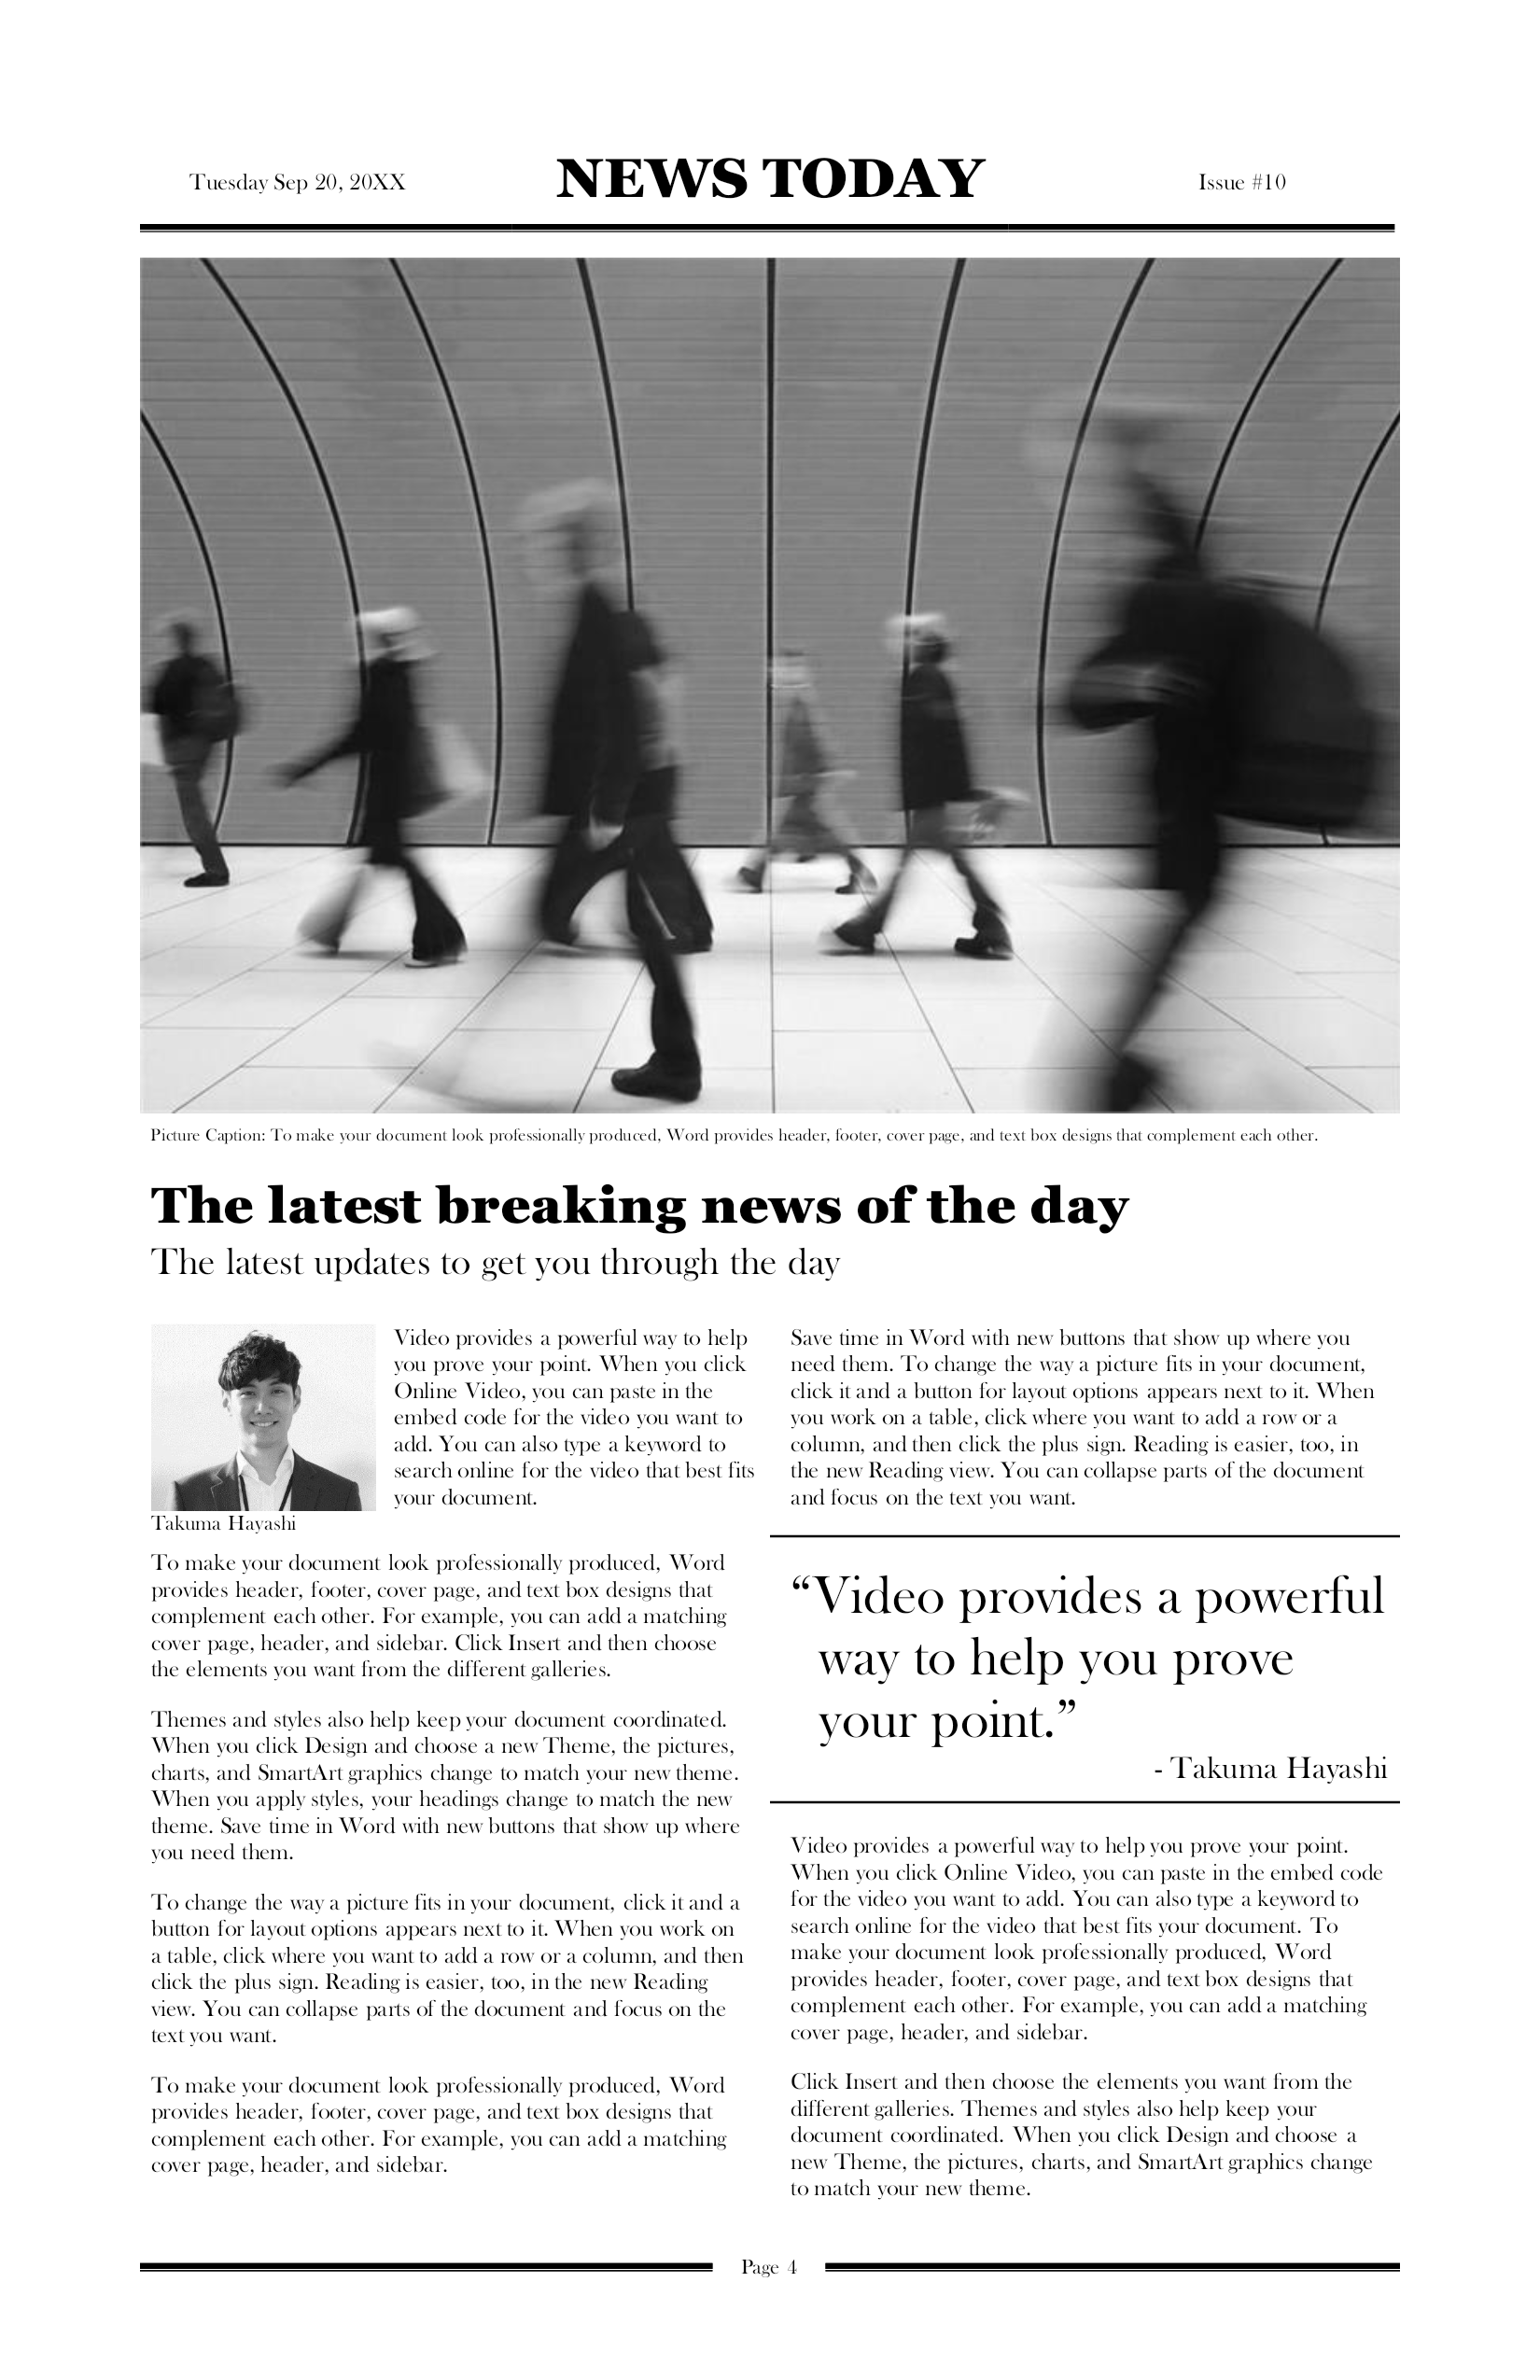 Tuesday Sep 20, 20XX
NEWS TODAY
Issue #10
Picture Caption: To make your document look professionally produced, Word provides header, footer, cover page, and text box designs that complement each other.
The latest breaking news of the day
The latest updates to get you through the day
Video provides a powerful way to help
you prove your point. When you click
Online Video, you can paste in the
embed code for the video you want to
add. You can also type a keyword to
search online for the video that best fits
your document.
Takuma Hayashi
To make your document look professionally produced, Word
provides header, footer, cover page, and text box designs that
complement each other. For example, you can add a matching
cover page, header, and sidebar. Click Insert and then choose
the elements you want from the different galleries.
Themes and styles also help keep your document coordinated.
When you click Design and choose a new Theme, the pictures,
charts, and SmartArt graphics change to match your new theme.
When you apply styles, your headings change to match the new
theme. Save time in Word with new buttons that show up where
you need them.
To change the way a picture fits in your document, click it and a
button for layout options appears next to it. When you work on
a table, click where you want to add a row or a column, and then
click the plus sign. Reading is easier, too, in the new Reading
view. You can collapse parts of the document and focus on the
text you want.
To make your document look professionally produced, Word
provides header, footer, cover page, and text box designs that
complement each other. For example, you can add a matching
cover page, header, and sidebar.
Save time in Word with new buttons that show up where you
need them. To change the way a picture fits in your document,
click it and a button for layout options appears next to it. When
you work on a table, click where you want to add a row or a
column, and then click the plus sign. Reading is easier, too, in
the new Reading view. You can collapse parts of the document
and focus on the text you want.
“Video provides a powerful
way to help you prove
your point.”
- Takuma Hayashi
Video provides a powerful way to help you prove your point.
When you click Online Video, you can paste in the embed code
for the video you want to add. You can also type a keyword to
search online for the video that best fits your document. To
make your document look professionally produced, Word
provides header, footer, cover page, and text box designs that
complement each other. For example, you can add a matching
cover page, header, and sidebar.
Click Insert and then choose the elements you want from the
different galleries. Themes and styles also help keep your
document coordinated. When you click Design and choose a
new Theme, the pictures, charts, and SmartArt graphics change
to match your new theme.
Page 4